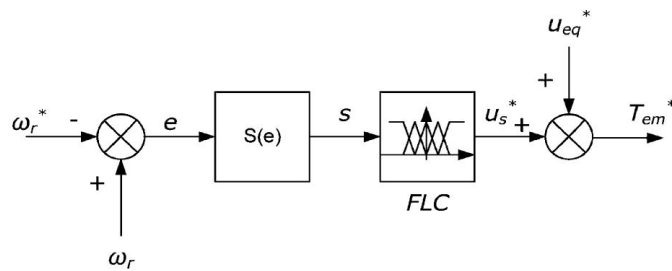 u_eq*
+
ω_r*
-
e
S(e)
s
u_s*
+
T_em*
+
FLC
ω_r